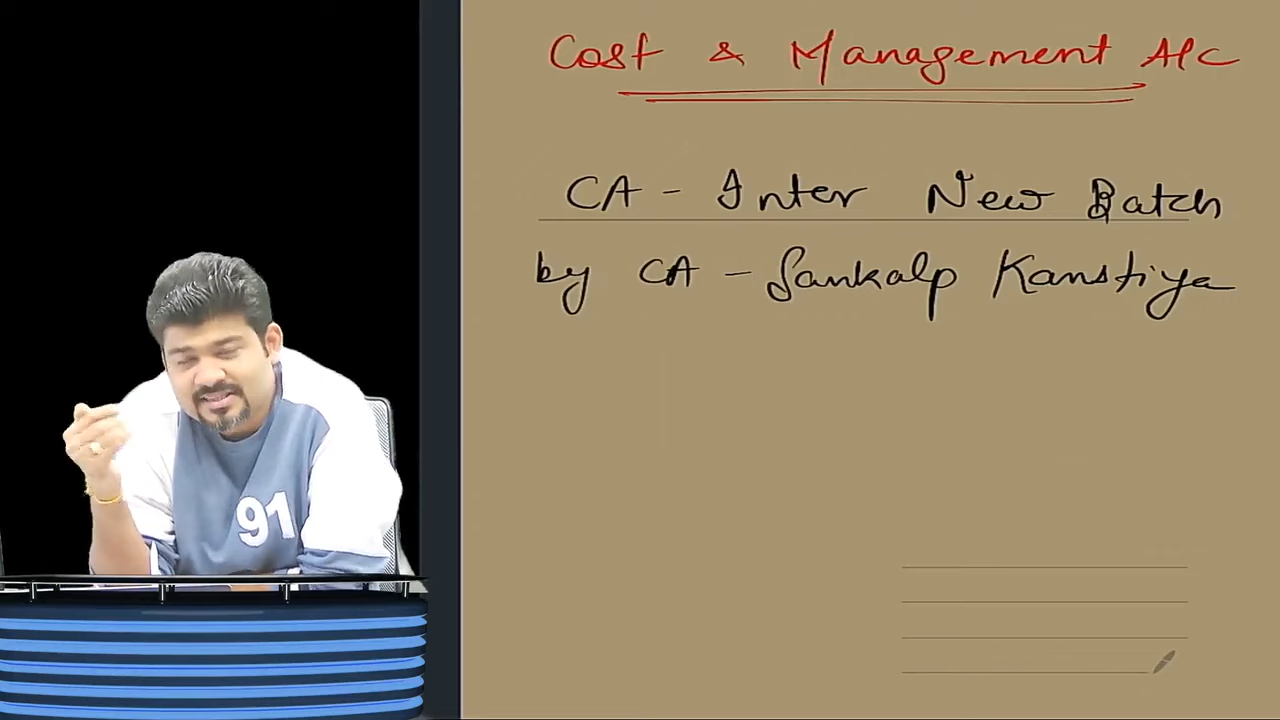 Cost & Management A/c
CA - Inter New Batch
by CA - Sankalp Kanstiya
91